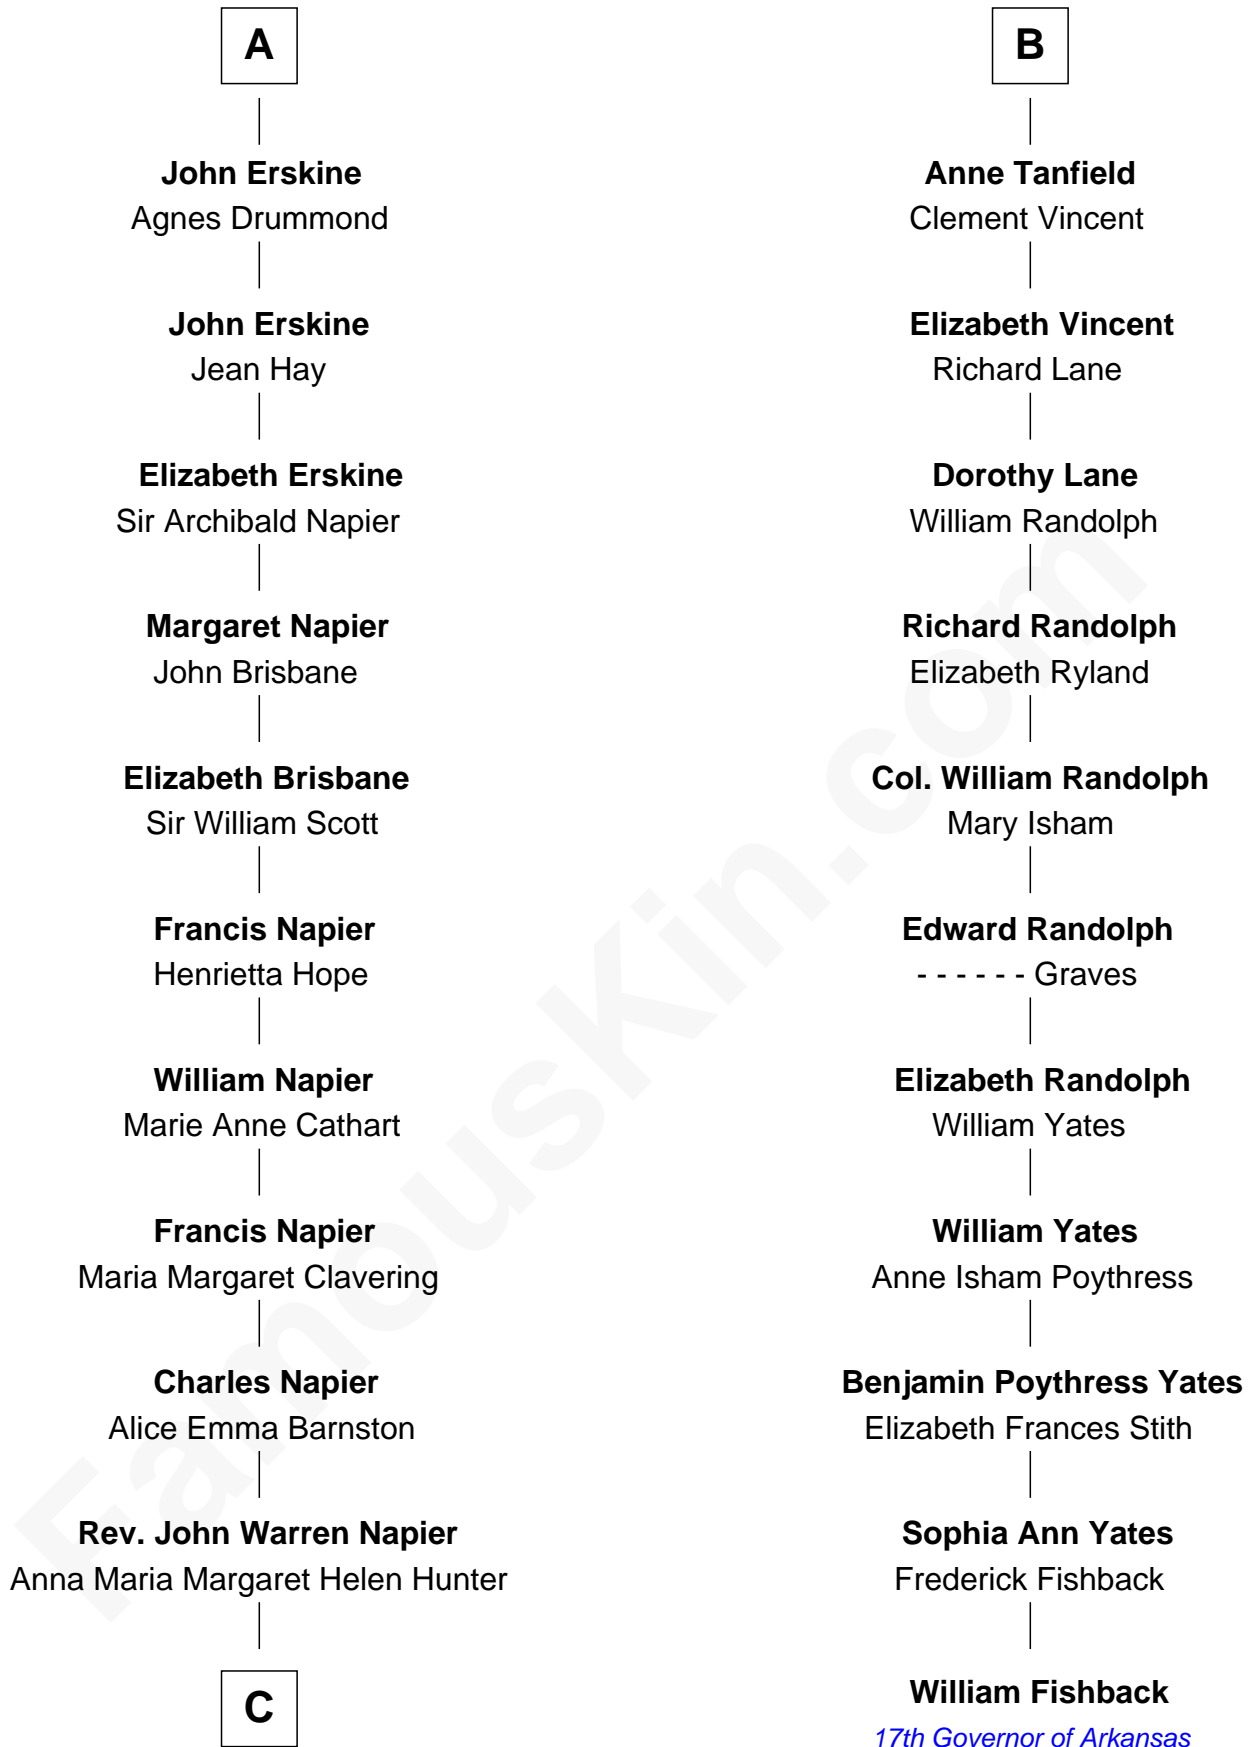 A
John Erskine
Agnes Drummond
John Erskine
Jean Hay
Elizabeth Erskine
Sir Archibald Napier
Margaret Napier
John Brisbane
Elizabeth Brisbane
Sir William Scott
Francis Napier
Henrietta Hope
William Napier
Marie Anne Cathart
Francis Napier
Maria Margaret Clavering
Charles Napier
Alice Emma Barnston
Rev. John Warren Napier
Anna Maria Margaret Helen Hunter
C
B
Anne Tanfield
Clement Vincent
Elizabeth Vincent
Richard Lane
Dorothy Lane
William Randolph
Richard Randolph
Elizabeth Ryland
Col. William Randolph
Mary Isham
Edward Randolph
- - - - - - Graves
Elizabeth Randolph
William Yates
William Yates
Anne Isham Poythress
Benjamin Poythress Yates
Elizabeth Frances Stith
Sophia Ann Yates
Frederick Fishback
William Fishback
17th Governor of Arkansas
FamousKin.com